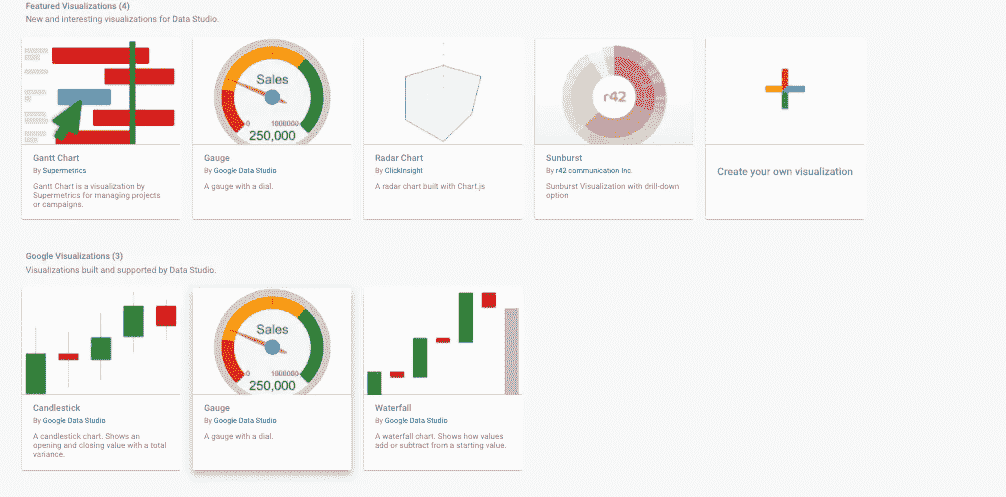 Featured Visualizations (4)
New and interesting visualizations for Data Studio.
Sales
0 1000000
250,000
r42
Gantt Chart
By Supermetrics
Gantt Chart is a visualization by
Supermetrics for managing projects
or campaigns.
Gauge
By Google Data Studio
A gauge with a dial.
Radar Chart
By ClickInsight
A radar chart built with Chart.js
Sunburst
By r42 communication Inc.
Sunburst Visualization with drill-down
option
Create your own visualization
Google Visualizations (3)
Visualizations built and supported by Data Studio.
Sales
0 1000000
250,000
Candlestick
By Google Data Studio
A candlestick chart. Shows an
opening and closing value with a total
variance.
Gauge
By Google Data Studio
A gauge with a dial.
Waterfall
By Google Data Studio
A waterfall chart. Shows how values
add or subtract from a starting value.